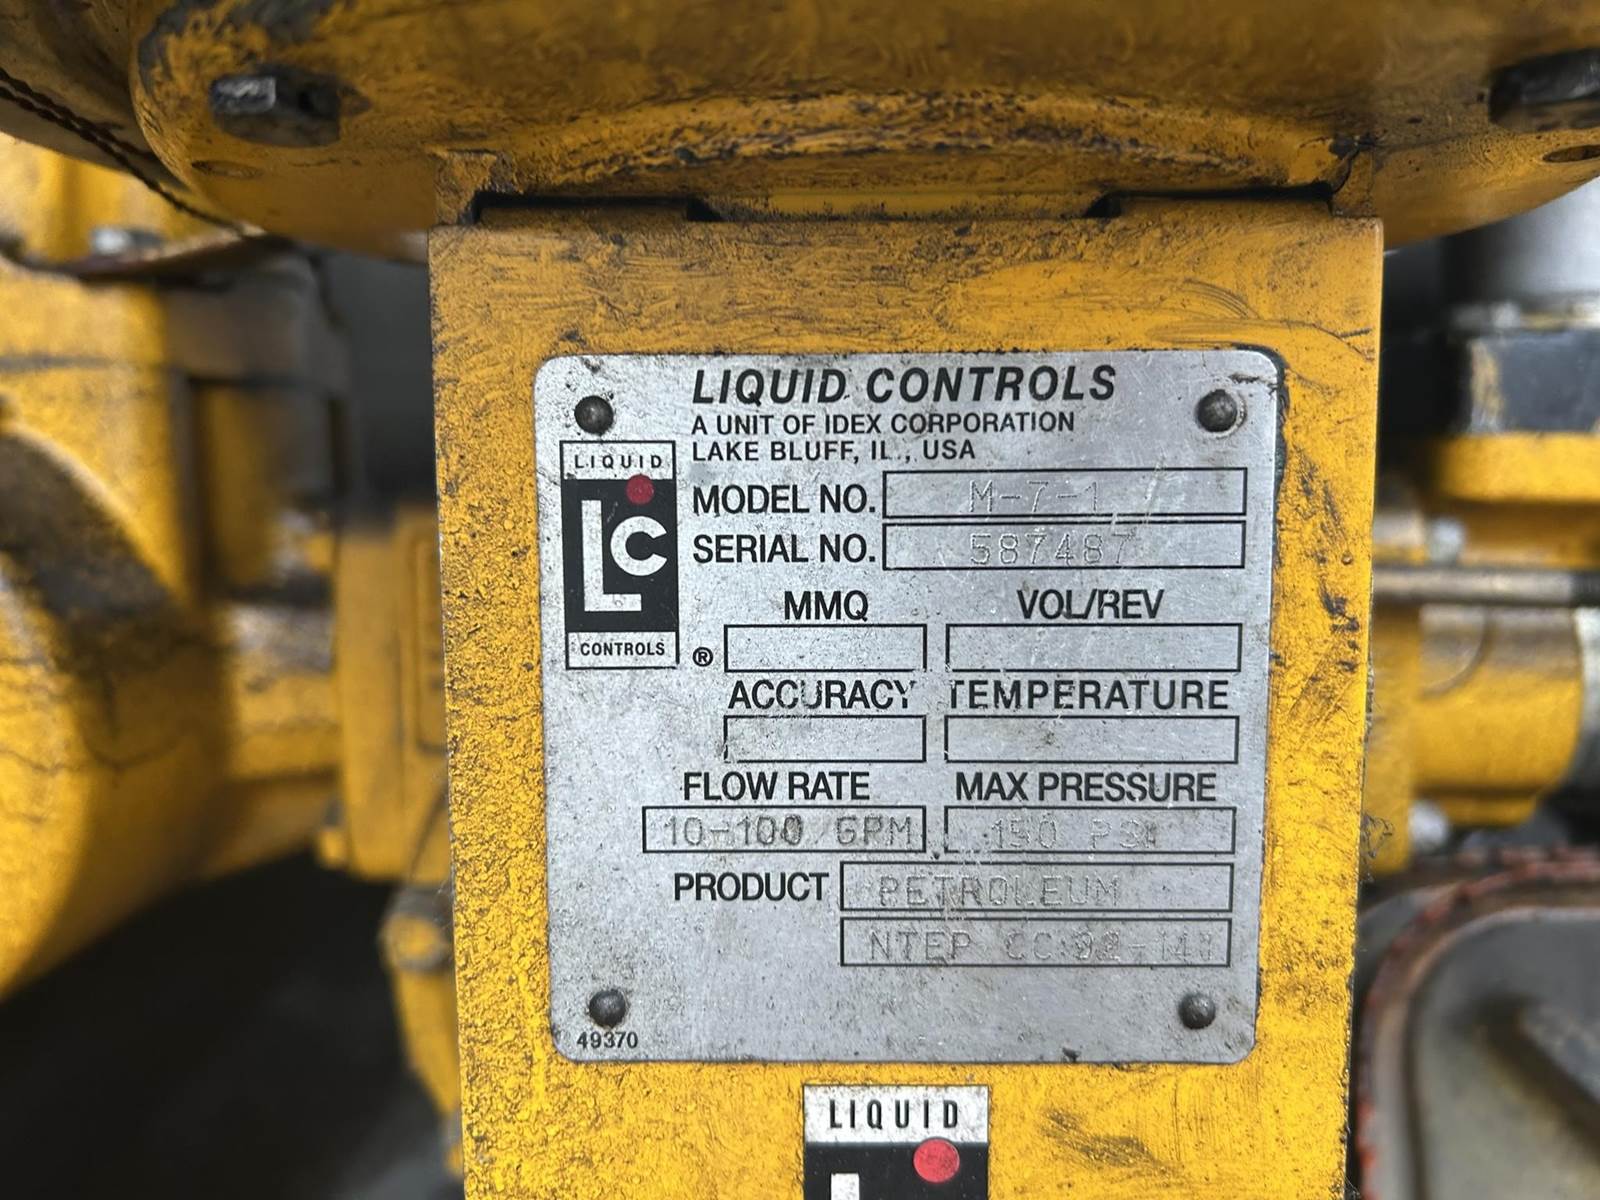 LIQUID CONTROLS
A UNIT OF IDEX CORPORATION
LAKE BLUFF, IL., USA
LIQUID
LC
CONTROLS
®
MODEL NO. M-7-1
SERIAL NO. 587487
MMQ VOL/REV
ACCURACY TEMPERATURE
FLOW RATE MAX PRESSURE
10-100 GPM 150 PSI
PRODUCT PETROLEUM
NTEP CC
49370
LIQUID